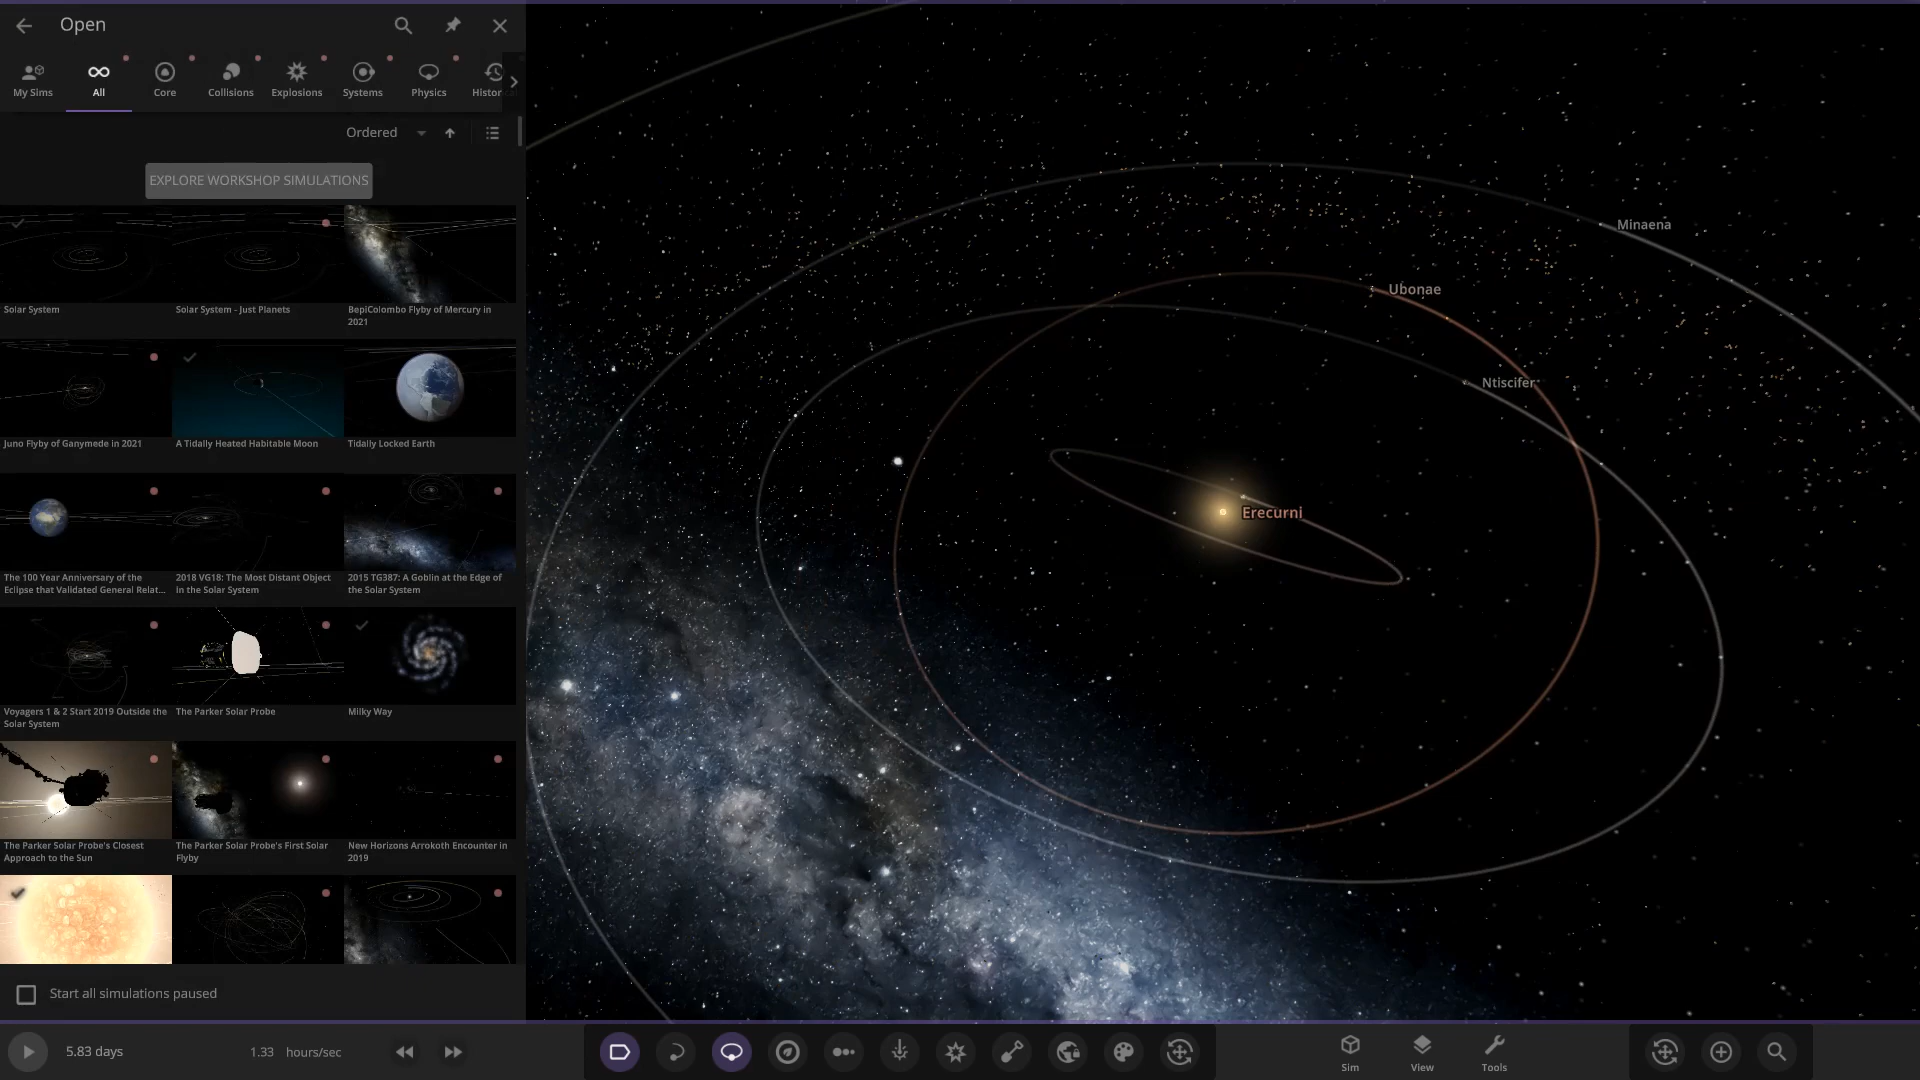 Open
My Sims
All
Core
Collisions
Explosions
Systems
Physics
Ordered
EXPLORE WORKSHOP SIMULATIONS
Solar System
Solar System - Just Planets
BepiColombo Flyby of Mercury in
2021
Juno Flyby of Ganymede in 2021
A Tidally Heated Habitable Moon
Tidally Locked Earth
The 100 Year Anniversary of the
Eclipse that Validated General Relat...
2018 VG18: The Most Distant Object
in the Solar System
2015 TG387: A Goblin at the Edge of
the Solar System
Voyagers 1 & 2 Start 2019 Outside the
Solar System
The Parker Solar Probe
Milky Way
The Parker Solar Probe's Closest
Approach to the Sun
The Parker Solar Probe's First Solar
Flyby
New Horizons Arrokoth Encounter in
2019
Start all simulations paused
Minaena
Ubonae
Ntiscifer
Erecurni
5.83 days
1.33 hours/sec
Sim
View
Tools